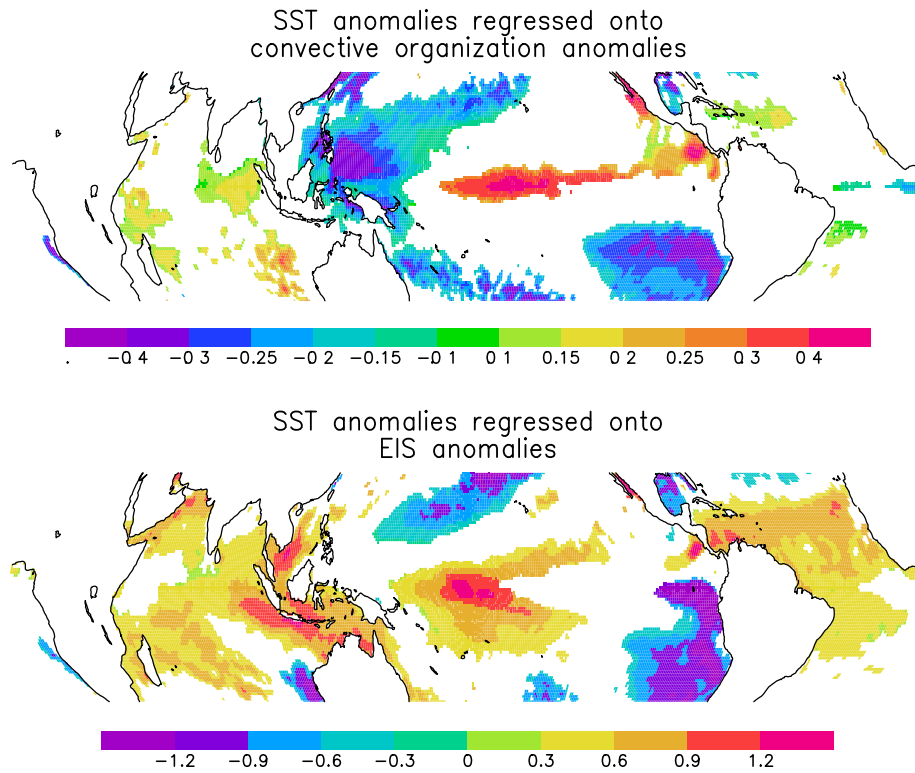 SST anomalies regressed onto
convective organization anomalies
. −0 4 −0 3 −0.25 −0 2 −0.15 −0 1 0 1 0.15 0 2 0.25 0 3 0 4
SST anomalies regressed onto
EIS anomalies
−1.2 −0.9 −0.6 −0.3 0 0.3 0.6 0.9 1.2